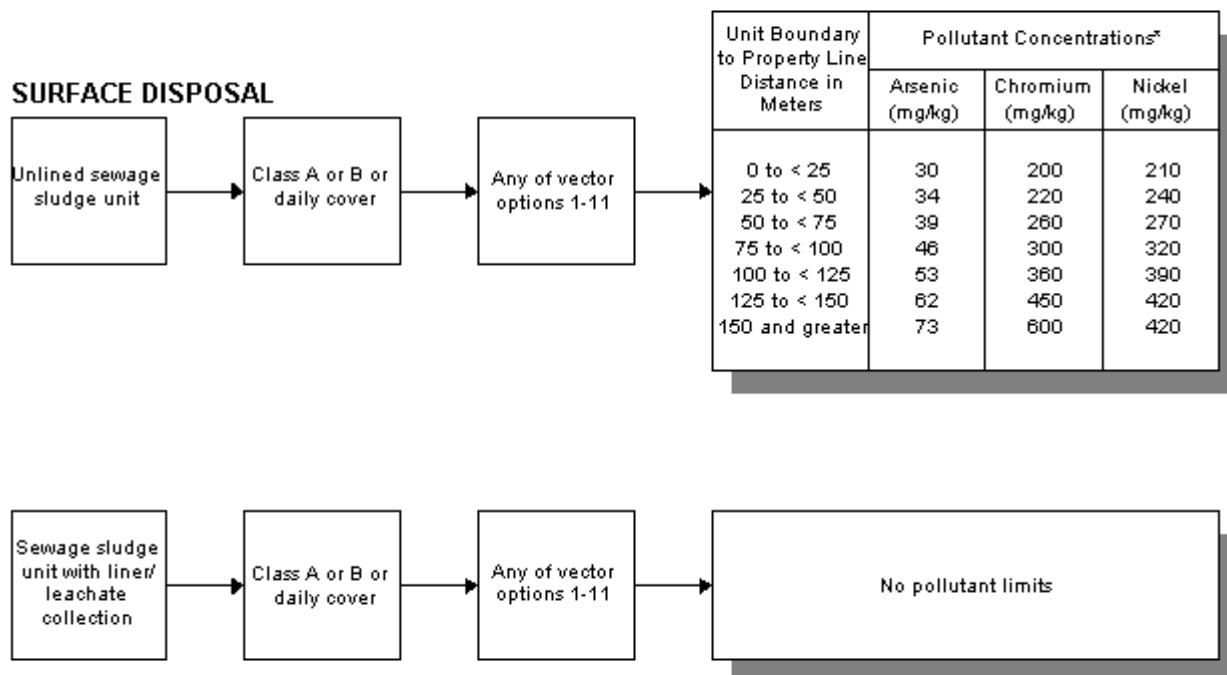 SURFACE DISPOSAL
Unlined sewage
sludge unit
Class A or B or
daily cover
Any of vector
options 1-11
Unit Boundary
to Property Line
Distance in
Meters
Pollutant Concentrations*
Arsenic
(mg/kg)
Chromium
(mg/kg)
Nickel
(mg/kg)
0 to < 25 30 200 210
25 to < 50 34 220 240
50 to < 75 39 260 270
75 to < 100 46 300 320
100 to < 125 53 360 390
125 to < 150 62 450 420
150 and greater 73 600 420
Sewage sludge
unit with liner/
leachate
collection
Class A or B or
daily cover
Any of vector
options 1-11
No pollutant limits